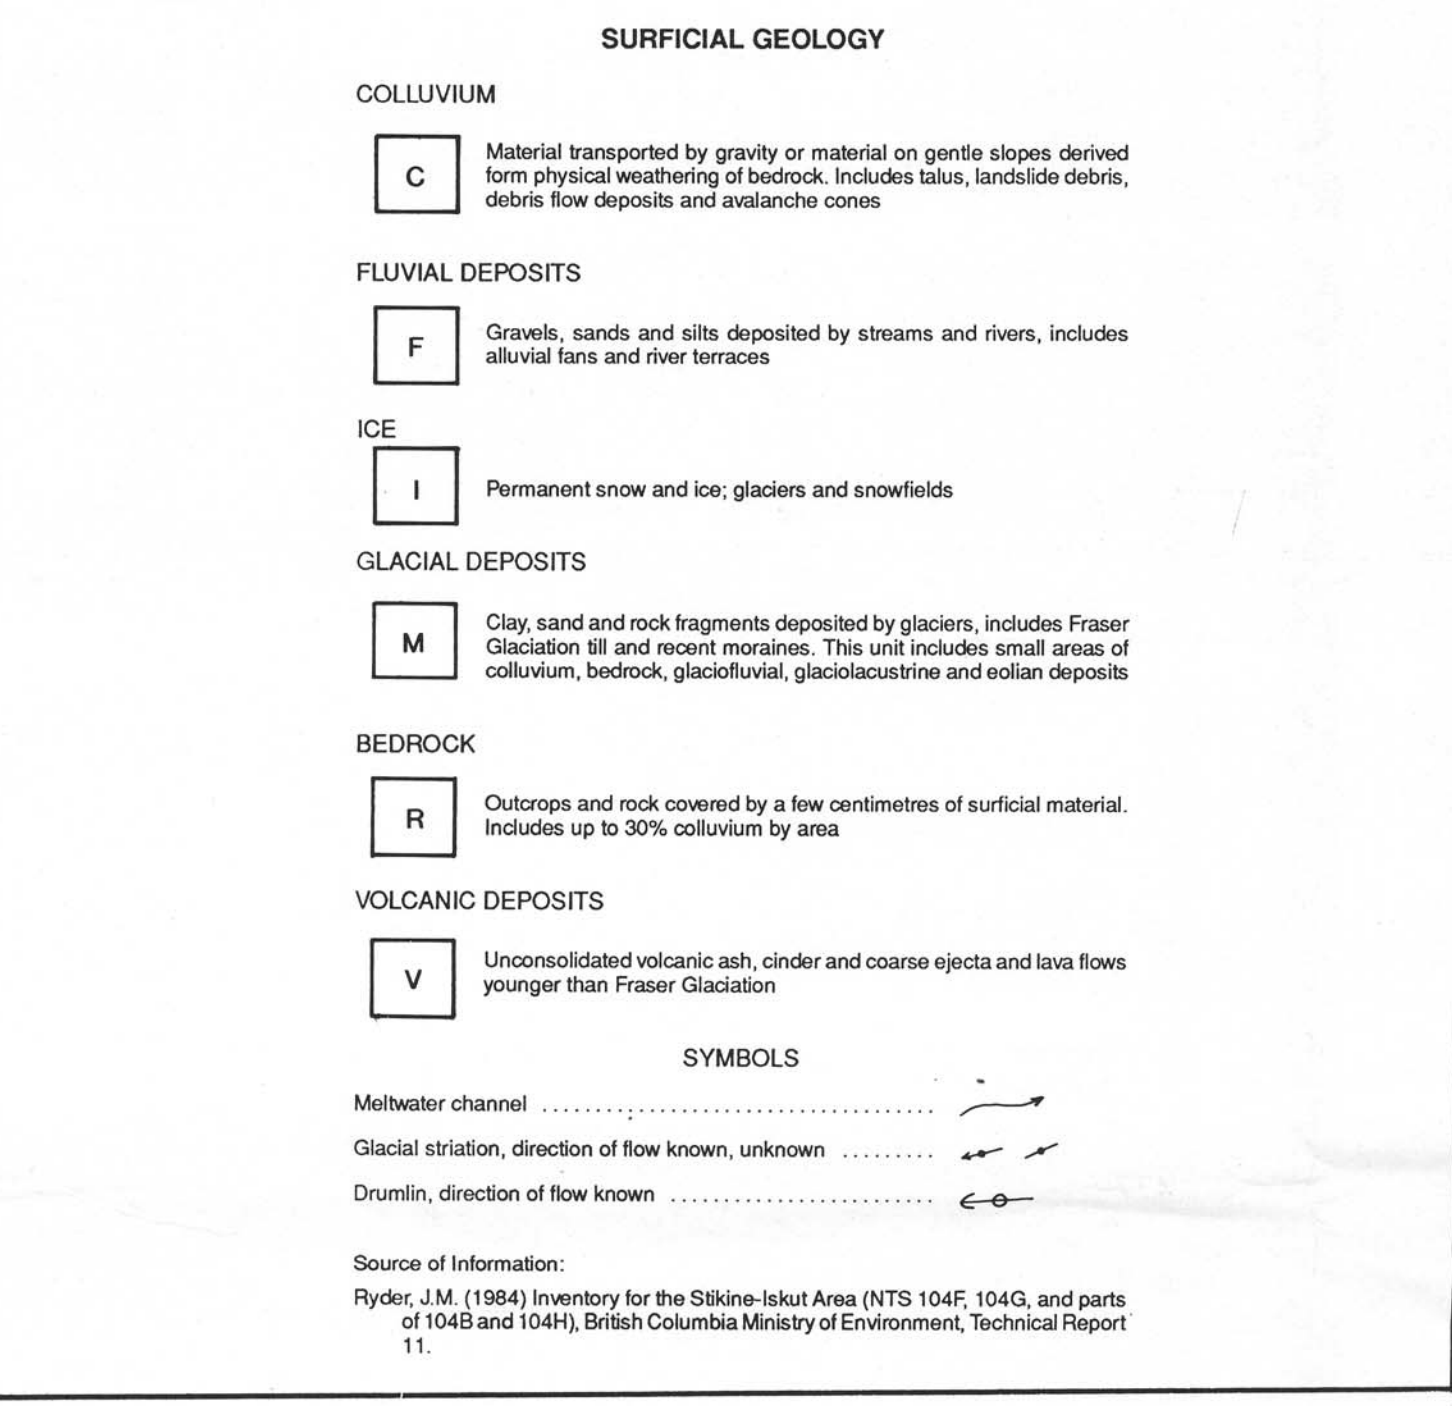 SURFICIAL GEOLOGY
COLLUVIUM
C
Material transported by gravity or material on gentle slopes derived
form physical weathering of bedrock. Includes talus, landslide debris,
debris flow deposits and avalanche cones
FLUVIAL DEPOSITS
F
Gravels, sands and silts deposited by streams and rivers, includes
alluvial fans and river terraces
ICE
I
Permanent snow and ice; glaciers and snowfields
GLACIAL DEPOSITS
M
Clay, sand and rock fragments deposited by glaciers, includes Fraser
Glaciation till and recent moraines. This unit includes small areas of
colluvium, bedrock, glaciofluvial, glaciolacustrine and eolian deposits
BEDROCK
R
Outcrops and rock covered by a few centimetres of surficial material.
Includes up to 30% colluvium by area
VOLCANIC DEPOSITS
V
Unconsolidated volcanic ash, cinder and coarse ejecta and lava flows
younger than Fraser Glaciation
SYMBOLS
Meltwater channel .....................................
Glacial striation, direction of flow known, unknown .........
Drumlin, direction of flow known .........................
Source of Information:
Ryder, J.M. (1984) Inventory for the Stikine-Iskut Area (NTS 104F, 104G, and parts
of 104B and 104H), British Columbia Ministry of Environment, Technical Report
11.